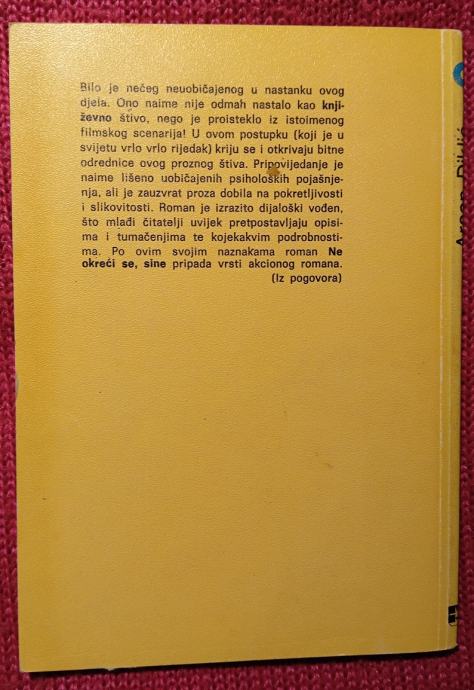 Bilo je nečeg neuobičajenog u nastanku ovog
djela. Ono naime nije odmah nastalo kao knji-
ževno štivo, nego je proisteklo iz istoimenog
filmskog scenarija! U ovom postupku (koji je u
svijetu vrlo vrlo rijedak) kriju se i otkrivaju bitne
odrednice ovog proznog štiva. Pripovijedanje je
naime lišeno uobičajenih psiholoških pojašnje-
nja, ali je zauzvrat proza dobila na pokretljivosti
i slikovitosti. Roman je izrazito dijaloški vođen,
što mlađi čitatelji uvijek pretpostavljaju opisi-
ma i tumačenjima te kojekakvim podrobnosti-
ma. Po ovim svojim naznakama roman Ne
okreći se, sine pripada vrsti akcionog romana.
(Iz pogovora)
Arsen